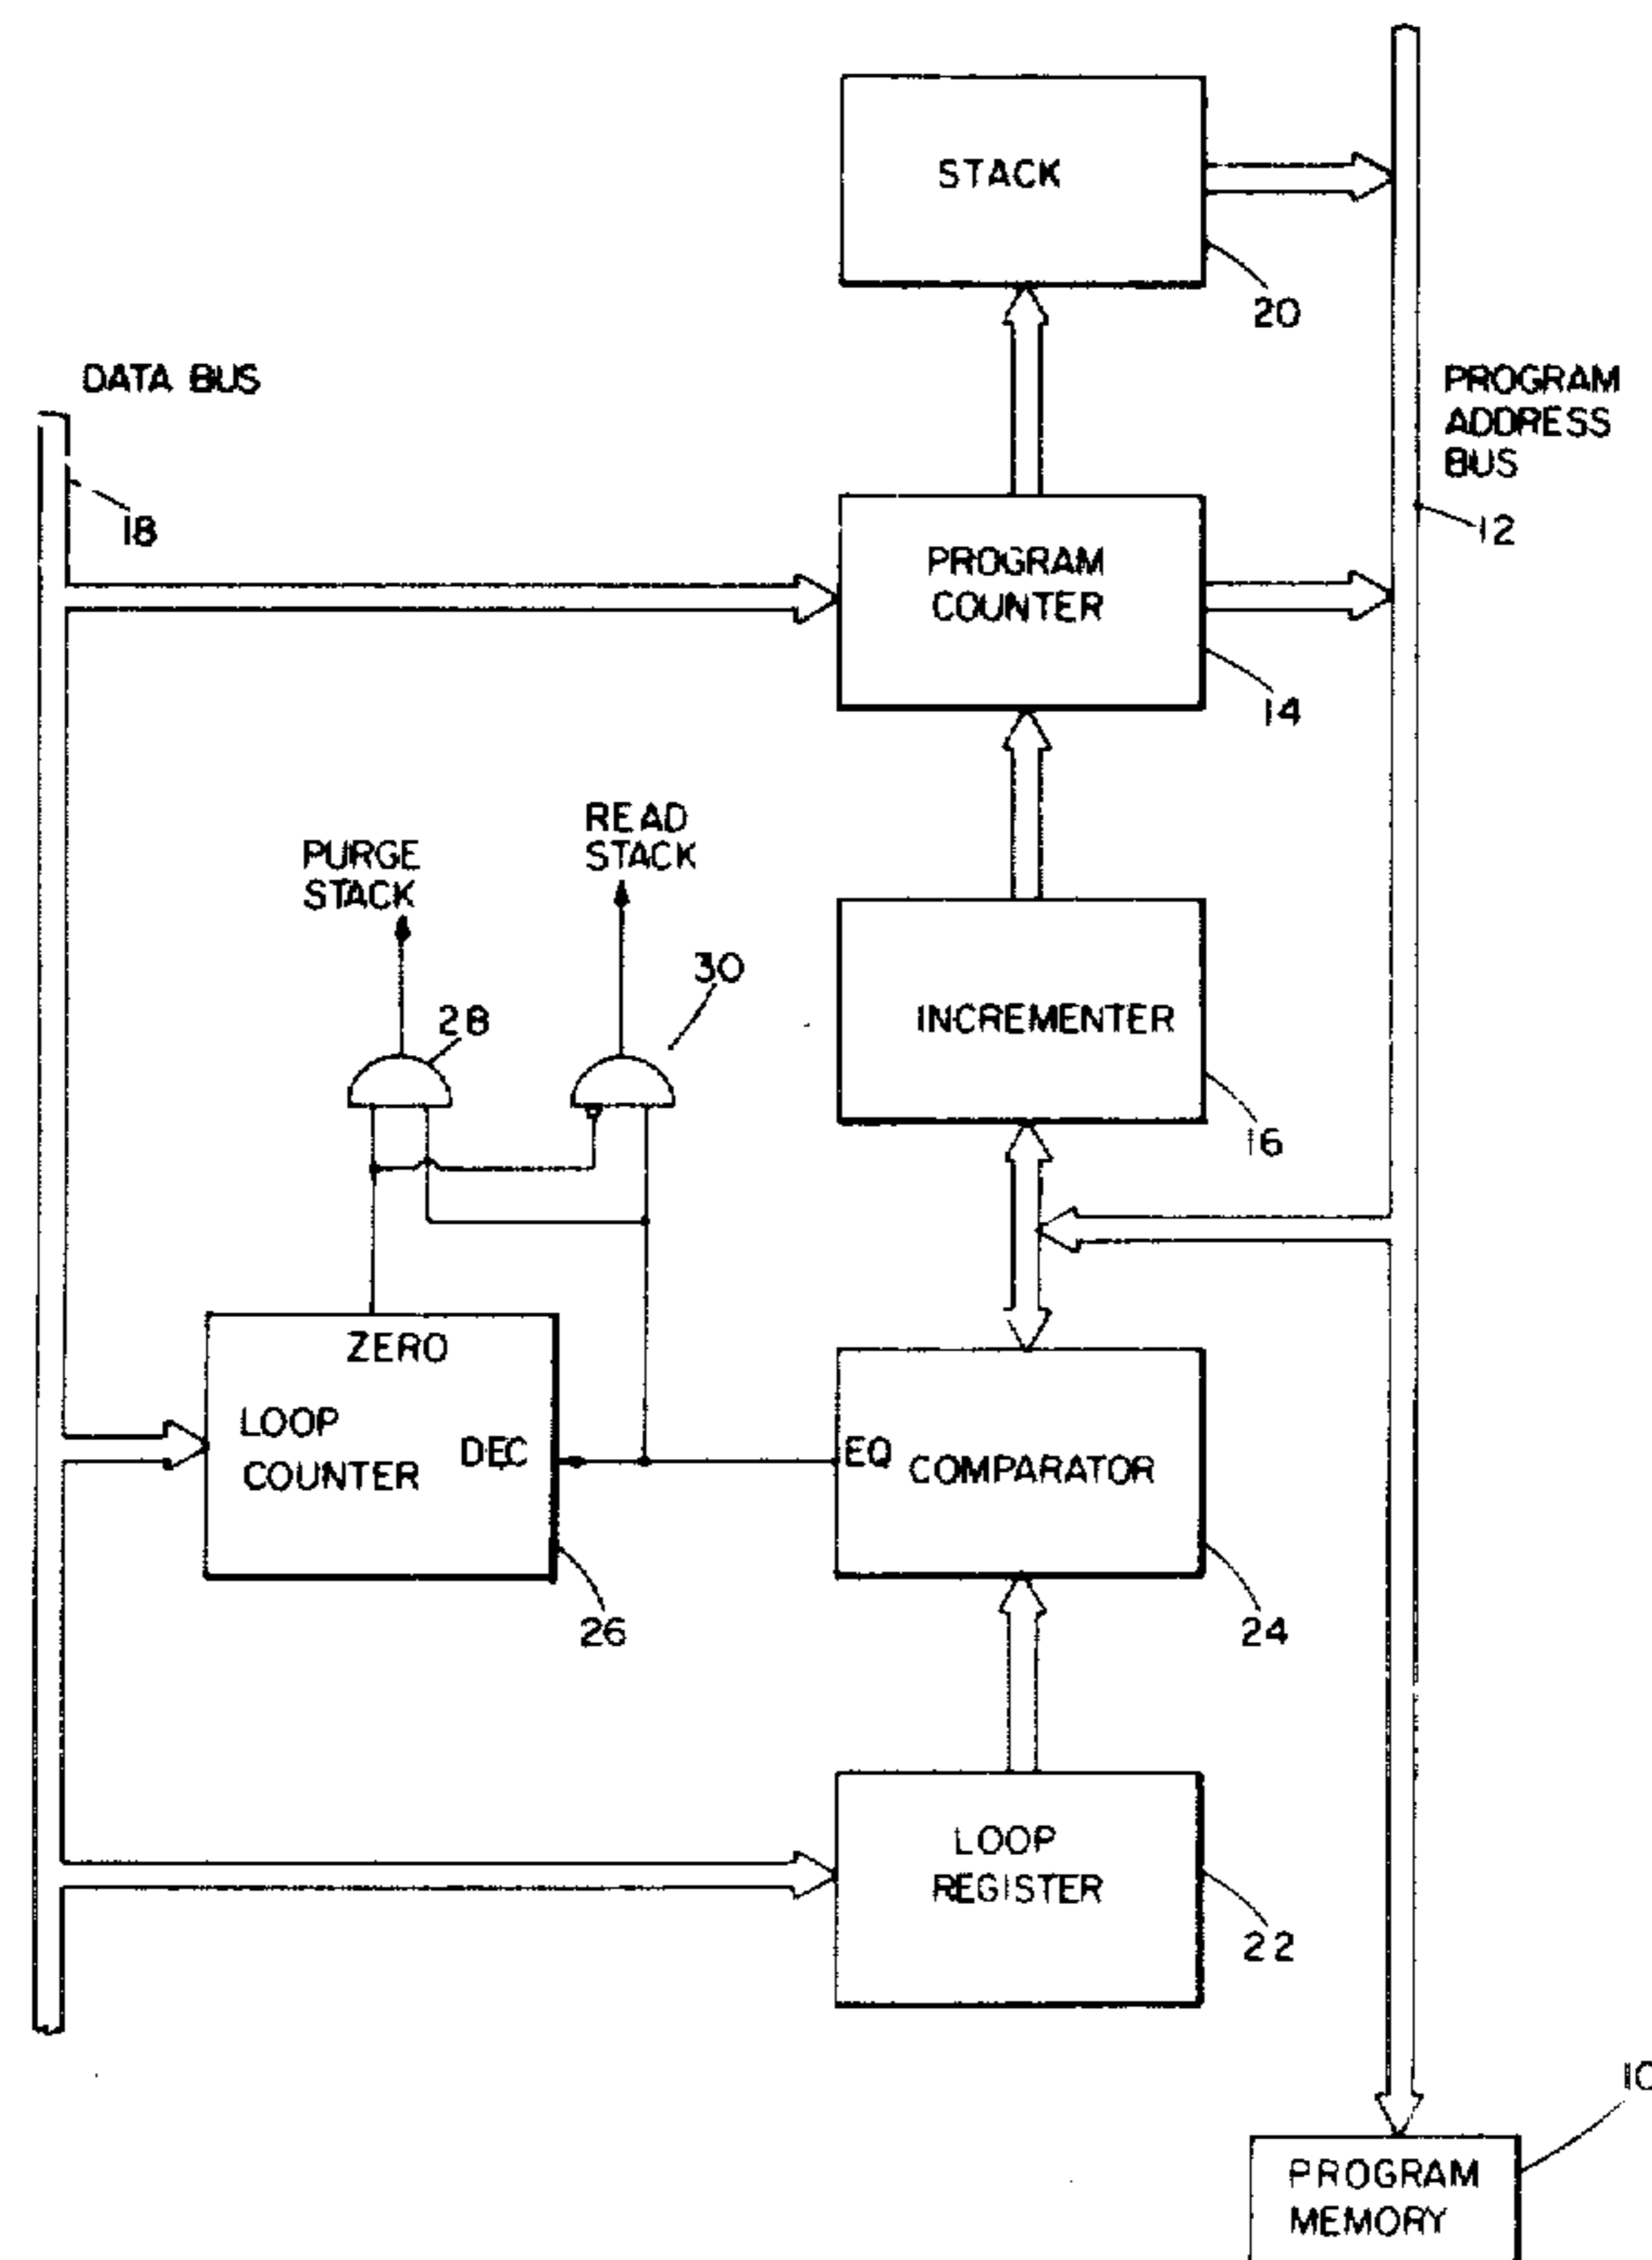 STACK
20
DATA BUS
18
PROGRAM
ADDRESS
BUS
12
PROGRAM
COUNTER
14
READ
STACK
PURGE
STACK
30
28
INCREMENTER
16
ZERO
LOOP
COUNTER
DEC
26
EQ
COMPARATOR
24
LOOP
REGISTER
22
10
PROGRAM
MEMORY